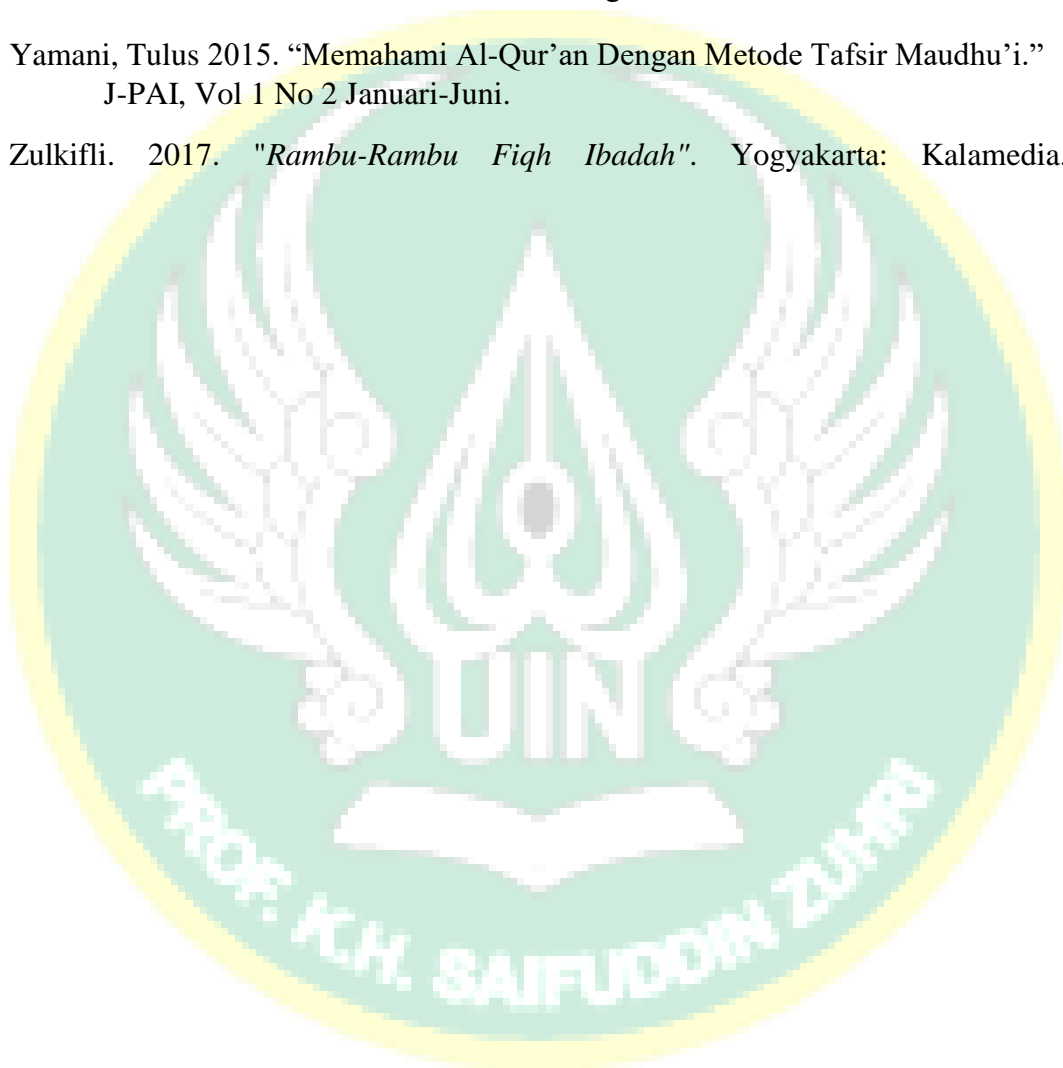 Yamani, Tulus 2015. “Memahami Al-Qur’an Dengan Metode Tafsir Maudhu’i.”
J-PAI, Vol 1 No 2 Januari-Juni.
Zulkifli. 2017. "Rambu-Rambu Fiqh Ibadah". Yogyakarta: Kalamedia.
UIN
PROF. K.H. SAIFUDDIN ZUHRI